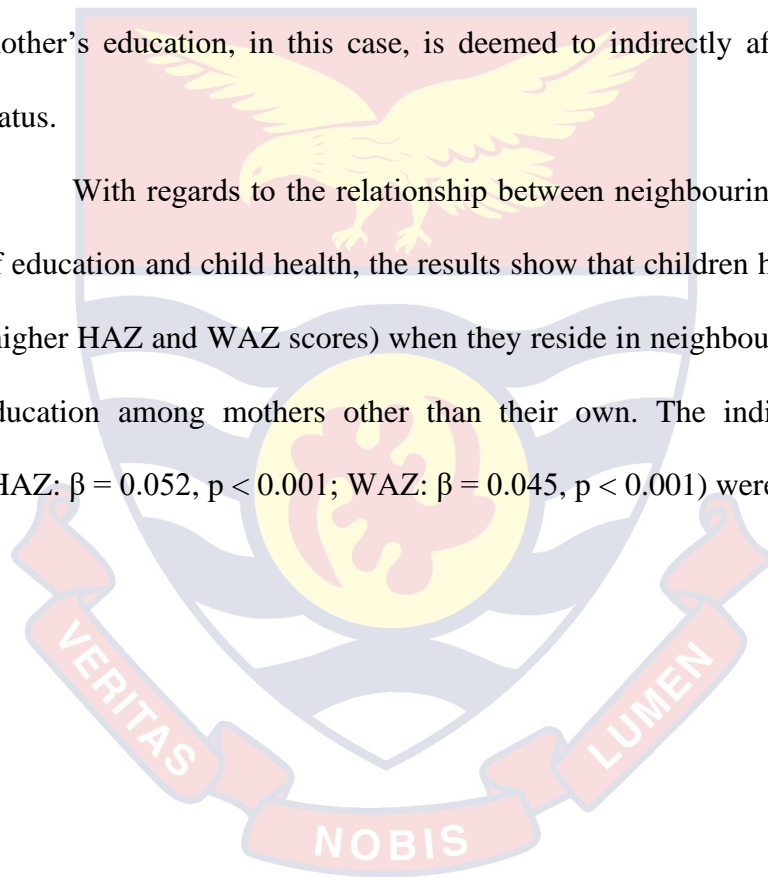 other's education, in this case, is deemed to indirectly af
atus.
With regards to the relationship between neighbourin
f education and child health, the results show that children h
igher HAZ and WAZ scores) when they reside in neighbou
ducation among mothers other than their own. The indi
HAZ: β = 0.052, p < 0.001; WAZ: β = 0.045, p < 0.001) were
VERITAS
NOBIS
LUMEN